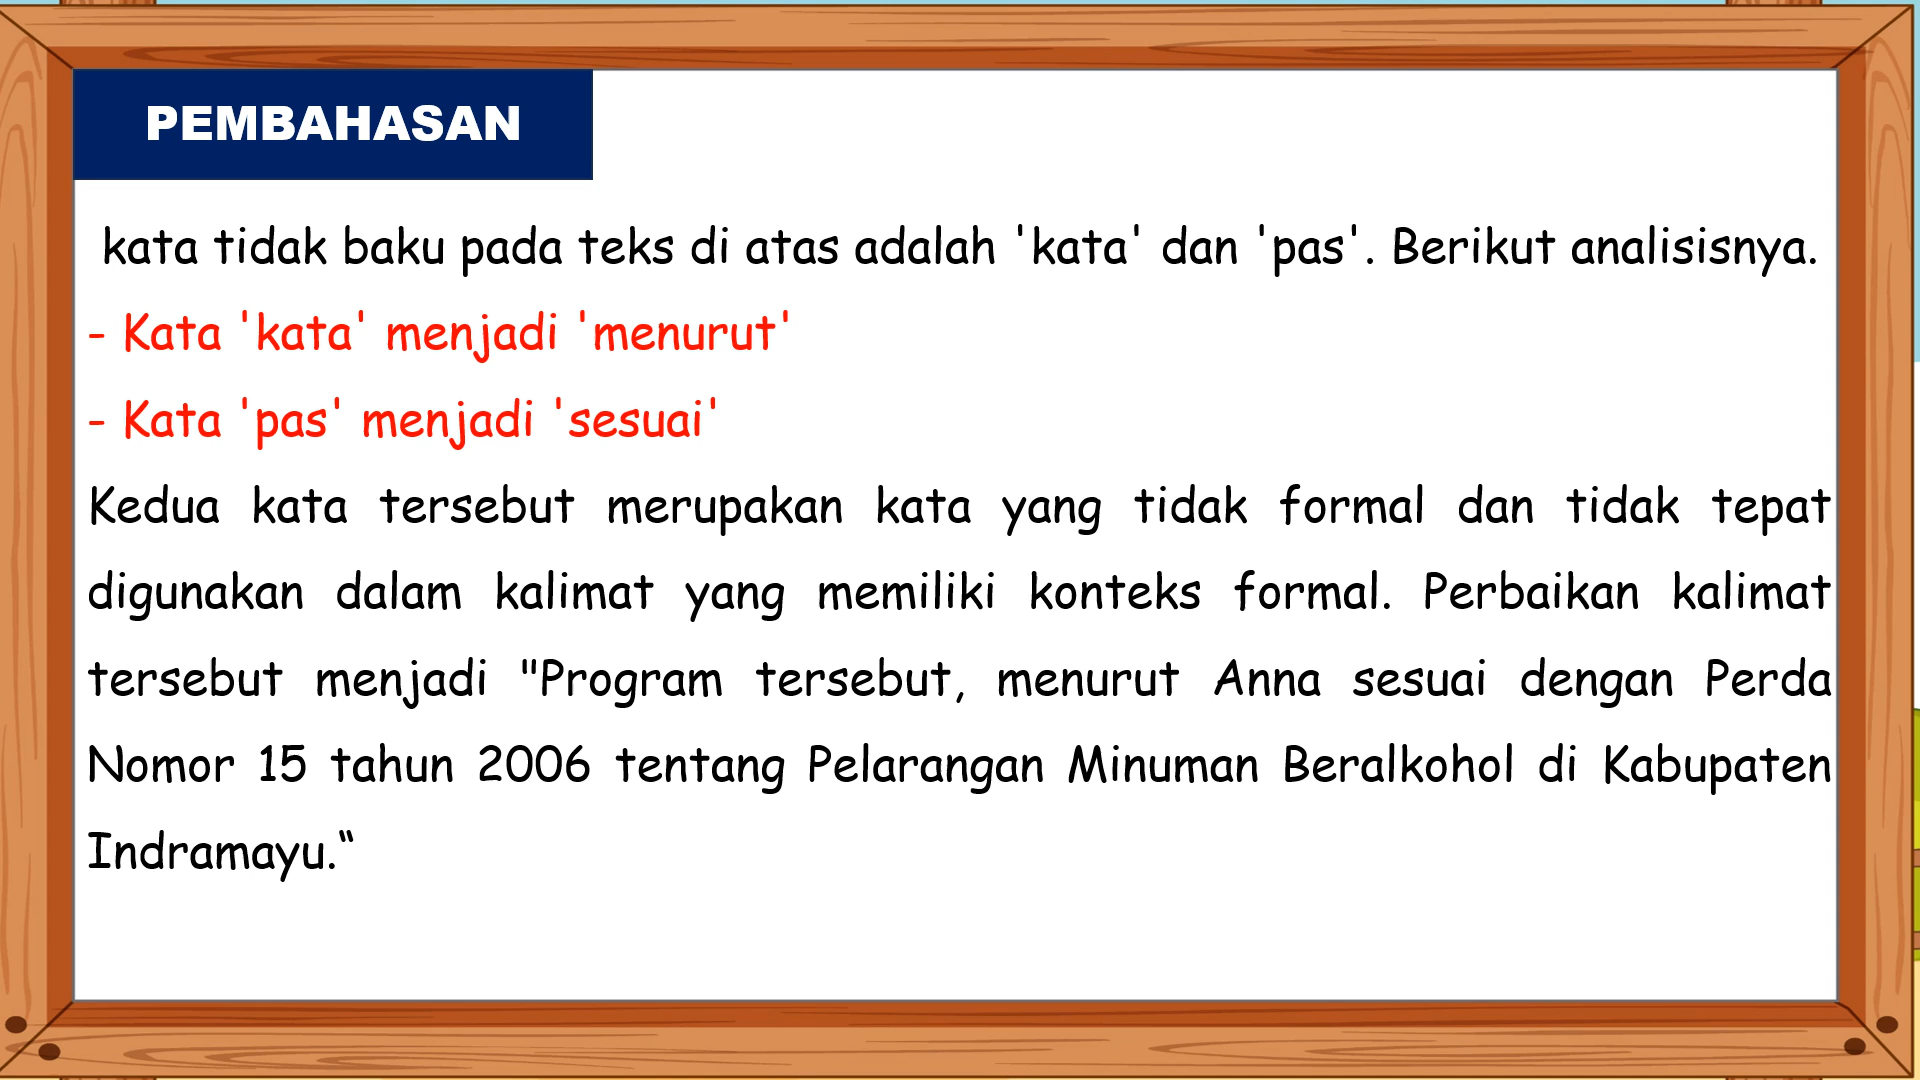 PEMBAHASAN
kata tidak baku pada teks di atas adalah 'kata' dan 'pas'. Berikut analisisnya.
- Kata 'kata' menjadi 'menurut'
- Kata 'pas' menjadi 'sesuai'
Kedua kata tersebut merupakan kata yang tidak formal dan tidak tepat
digunakan dalam kalimat yang memiliki konteks formal. Perbaikan kalimat
tersebut menjadi "Program tersebut, menurut Anna sesuai dengan Perda
Nomor 15 tahun 2006 tentang Pelarangan Minuman Beralkohol di Kabupaten
Indramayu.“